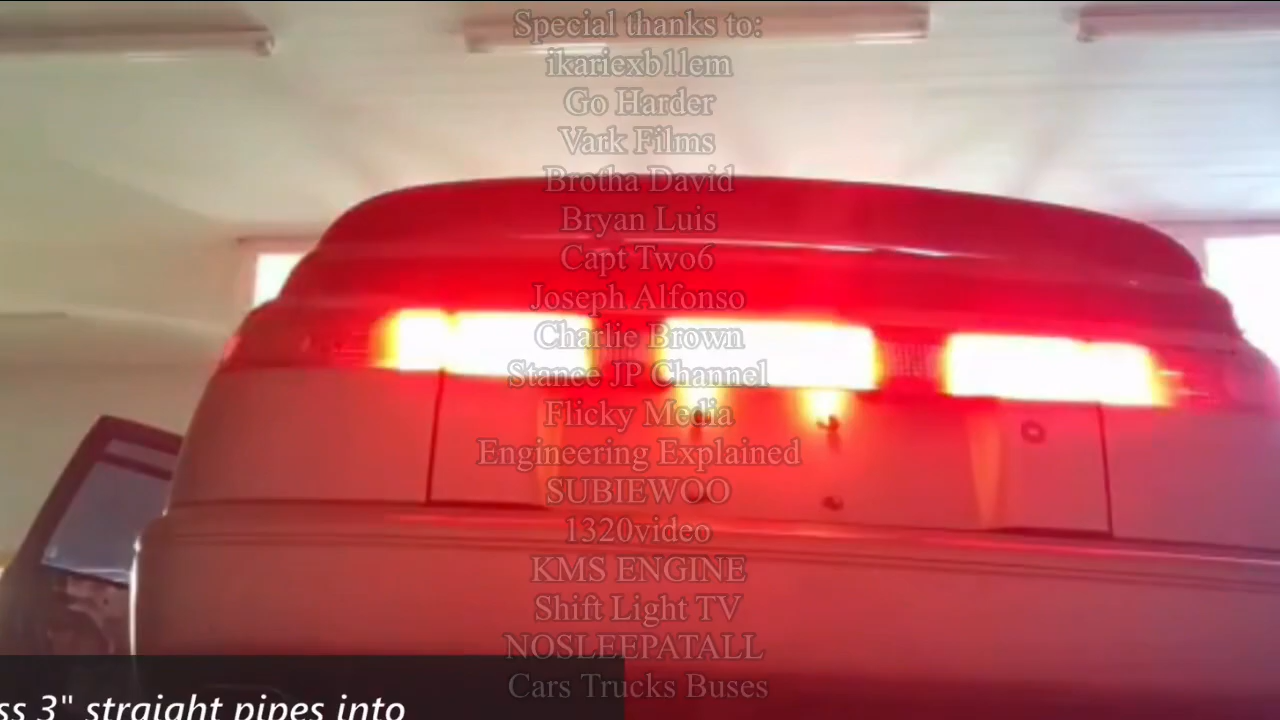 Special thanks to:
ikariexb1lem
Go Harder
Vark Films
Brotha David
Bryan Luis
Capt Two6
Joseph Alfonso
Charlie Brown
Stance JP Channel
Flicky Media
Engineering Explained
SUBIEWOO
1320video
KMS ENGINE
Shift Light TV
NOSLEEPATALL
Cars Trucks Buses
ss 3" straight pipes into